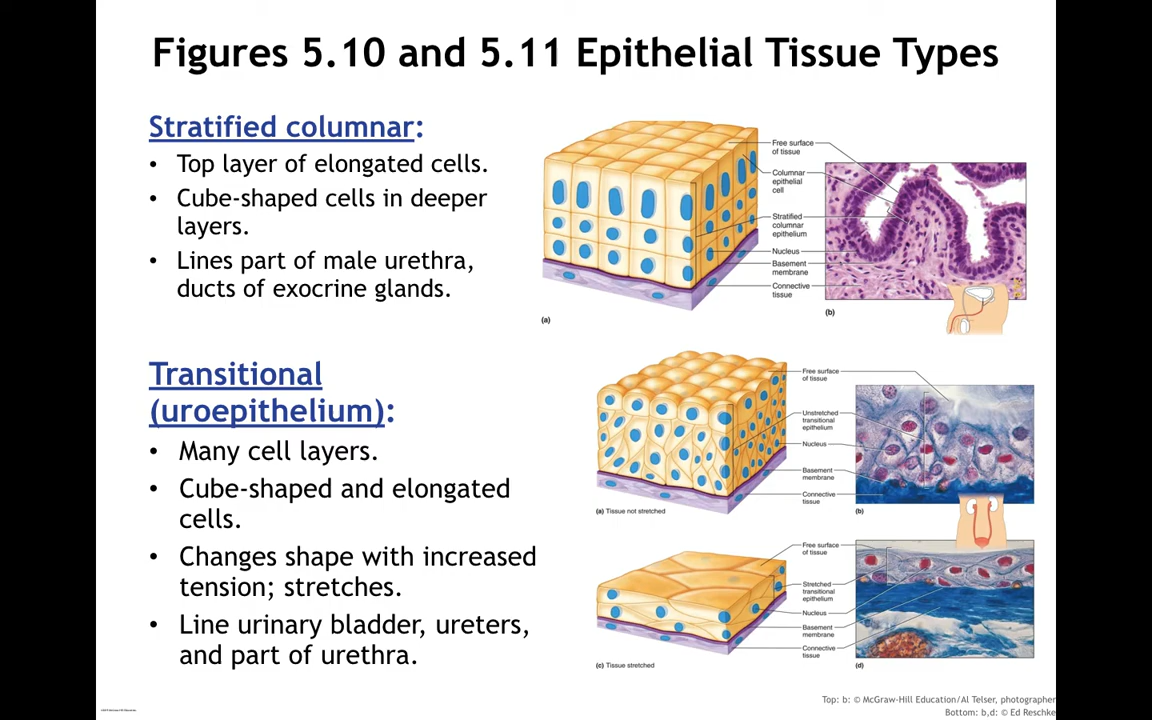 Figures 5.10 and 5.11 Epithelial Tissue Types
Stratified columnar:
• Top layer of elongated cells.
• Cube-shaped cells in deeper
layers.
• Lines part of male urethra,
ducts of exocrine glands.
Free surface
of tissue
Columnar
epithelial
cell
Stratified
columnar
epithelium
Nucleus
Basement
membrane
Connective
tissue
(a)
(b)
Transitional
(uroepithelium):
• Many cell layers.
• Cube-shaped and elongated
cells.
• Changes shape with increased
tension; stretches.
• Line urinary bladder, ureters,
and part of urethra.
Free surface
of tissue
Unstretched
transitional
epithelium
Nucleus
Basement
membrane
Connective
tissue
(a) Tissue not stretched
(b)
Free surface
of tissue
Stretched
transitional
epithelium
Nucleus
Basement
membrane
Connective
tissue
(c) Tissue stretched
(d)
Top: b: © McGraw-Hill Education/Al Telser, photographer
Bottom: b,d: © Ed Reschke